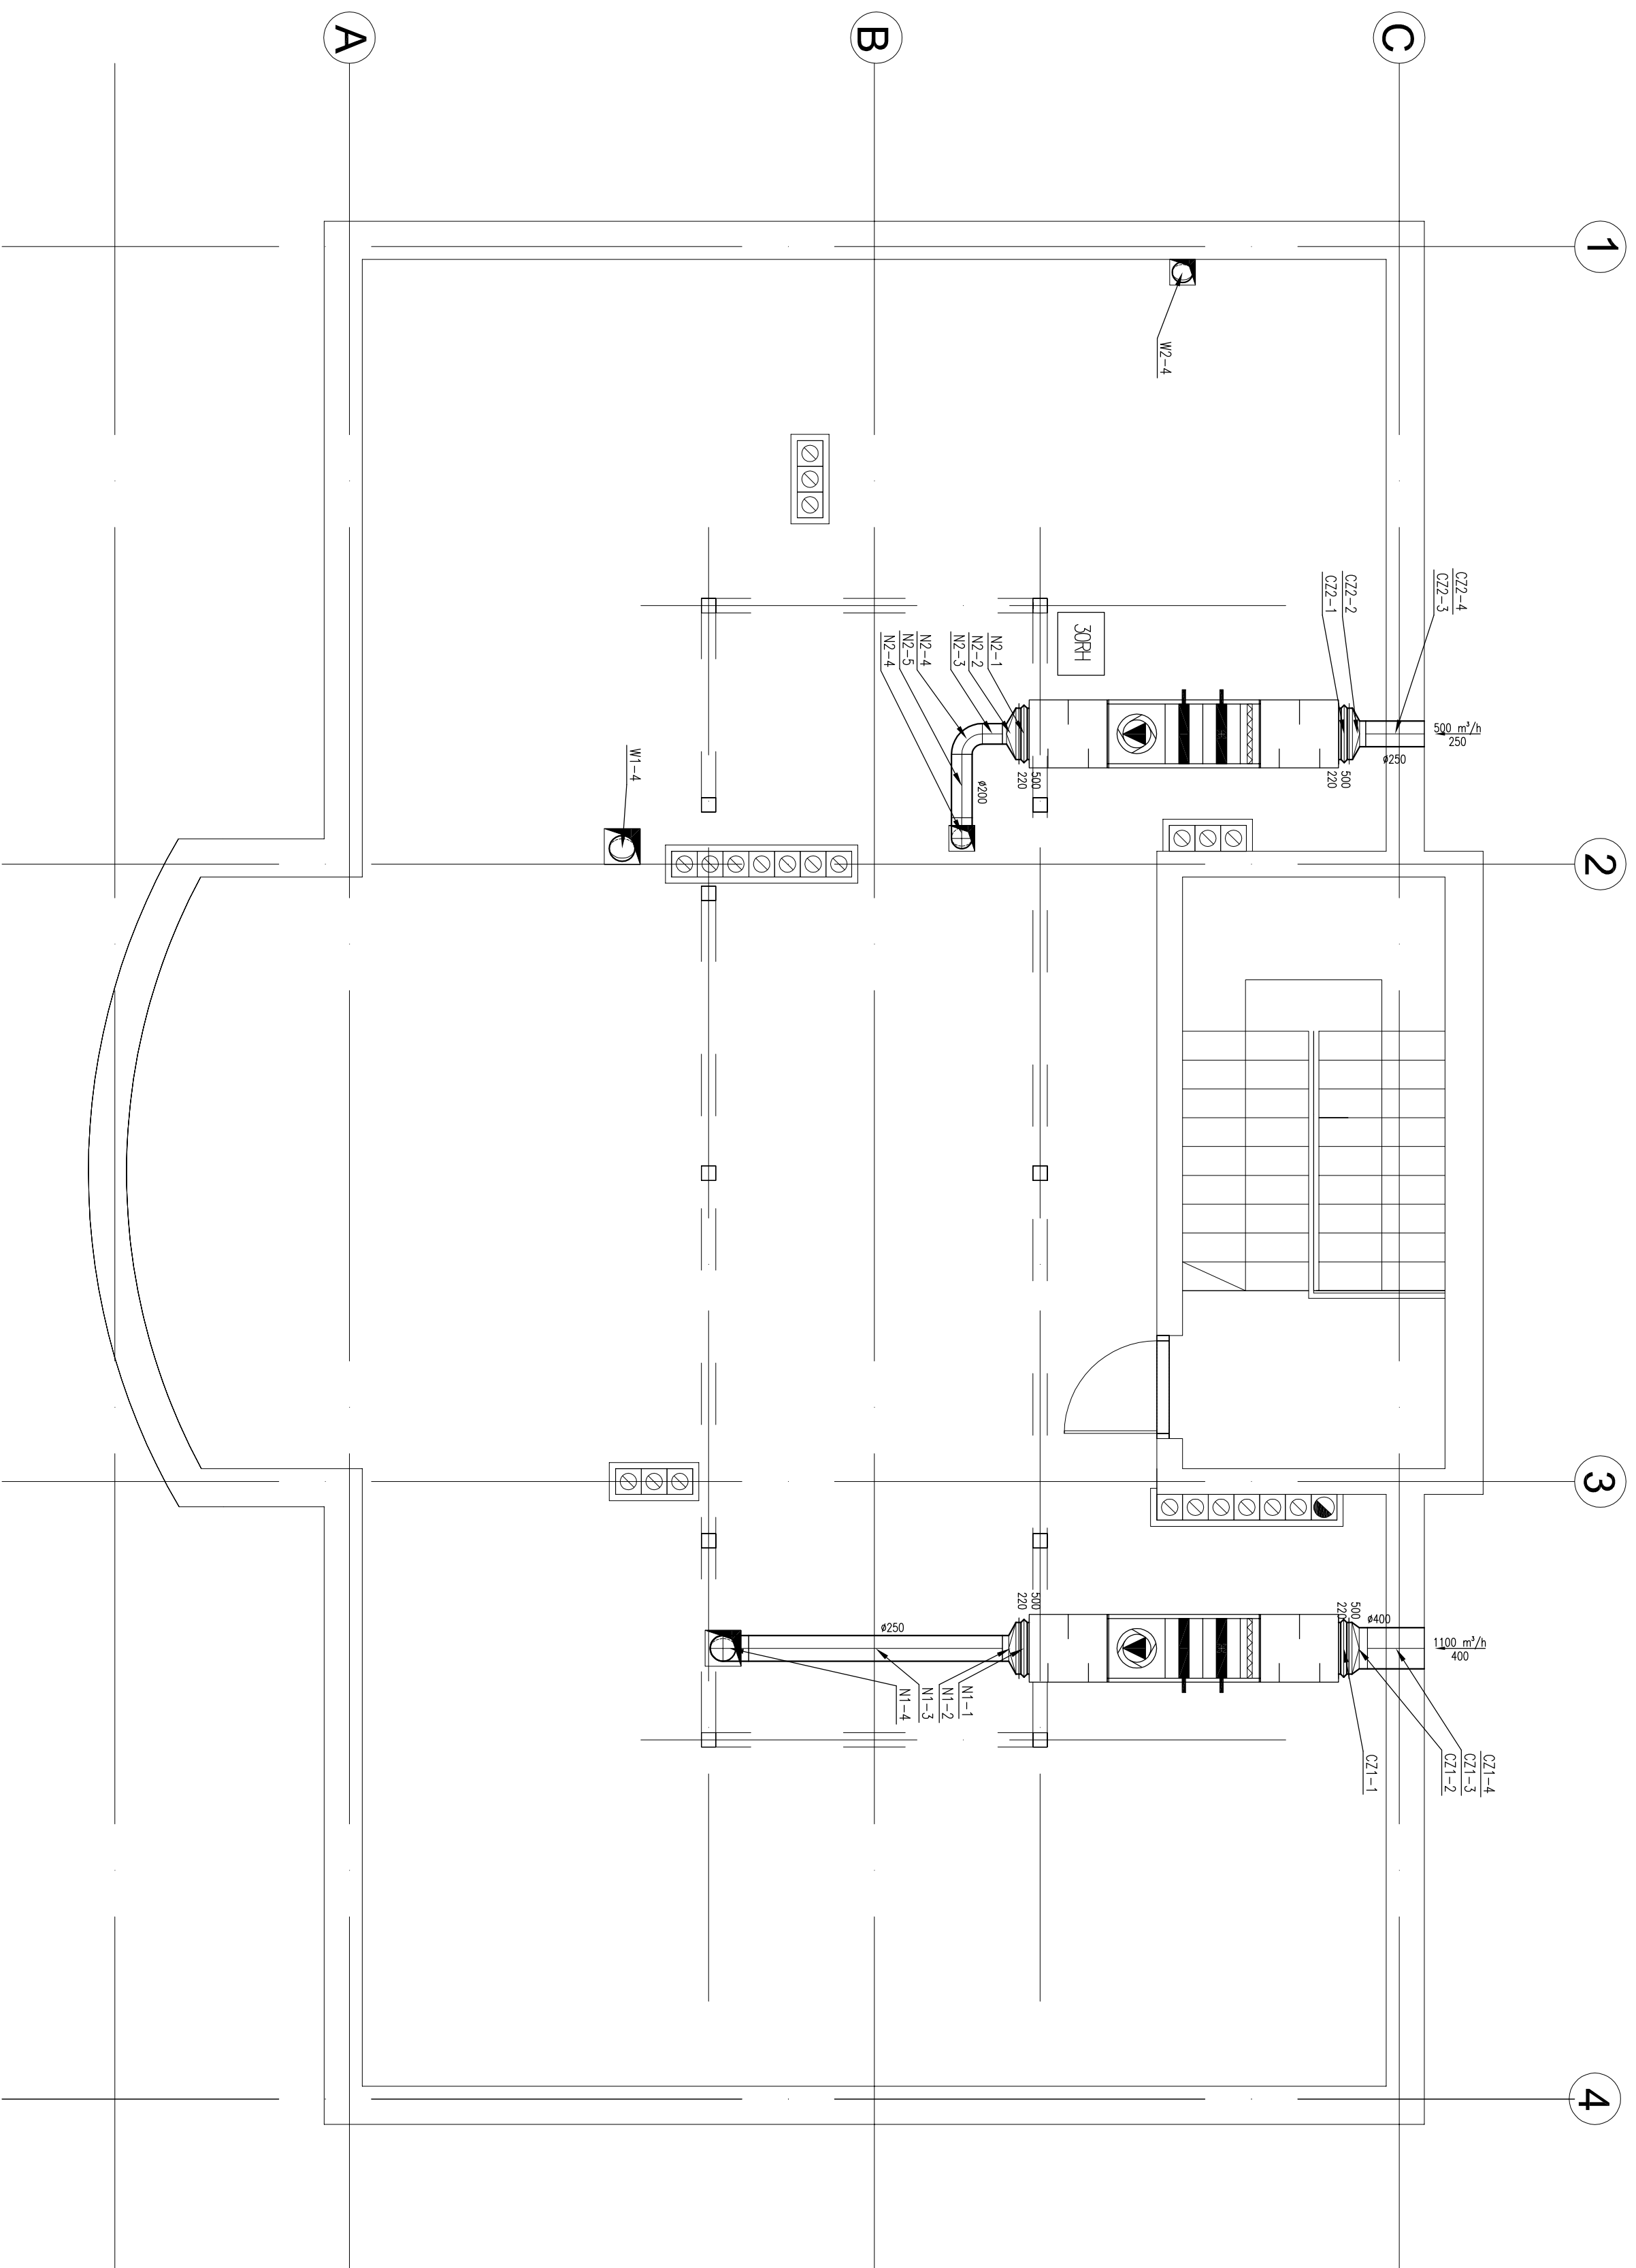 1
2
3
4
A
B
C
W2-4
CZ2-4
CZ2-3
CZ2-2
CZ2-1
500 m³/h
250
ø250
500
220
30RH
N2-1
N2-2
N2-3
N2-4
N2-5
N2-4
500
220
ø200
W1-4
1100 m³/h
400
ø400
500
220
CZ1-4
CZ1-3
CZ1-2
CZ1-1
500
220
ø250
N1-1
N1-2
N1-3
N1-4